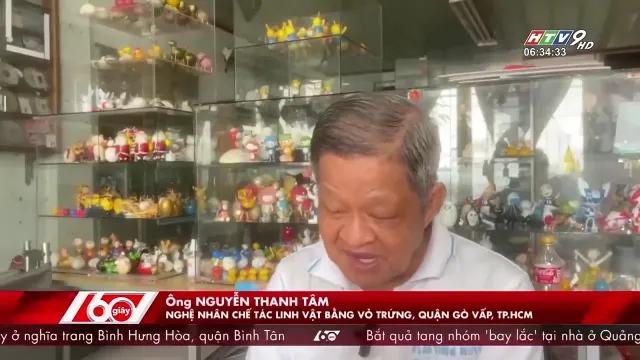 HTV9 HD
06:34:33
60 giây
Ông NGUYỄN THANH TÂM
NGHỆ NHÂN CHẾ TÁC LINH VẬT BẰNG VỎ TRỨNG, QUẬN GÒ VẤP, TP.HCM
y ở nghĩa trang Bình Hưng Hòa, quận Bình Tân HTV Bắt quả tang nhóm 'bay lắc' tại nhà ở Quảng